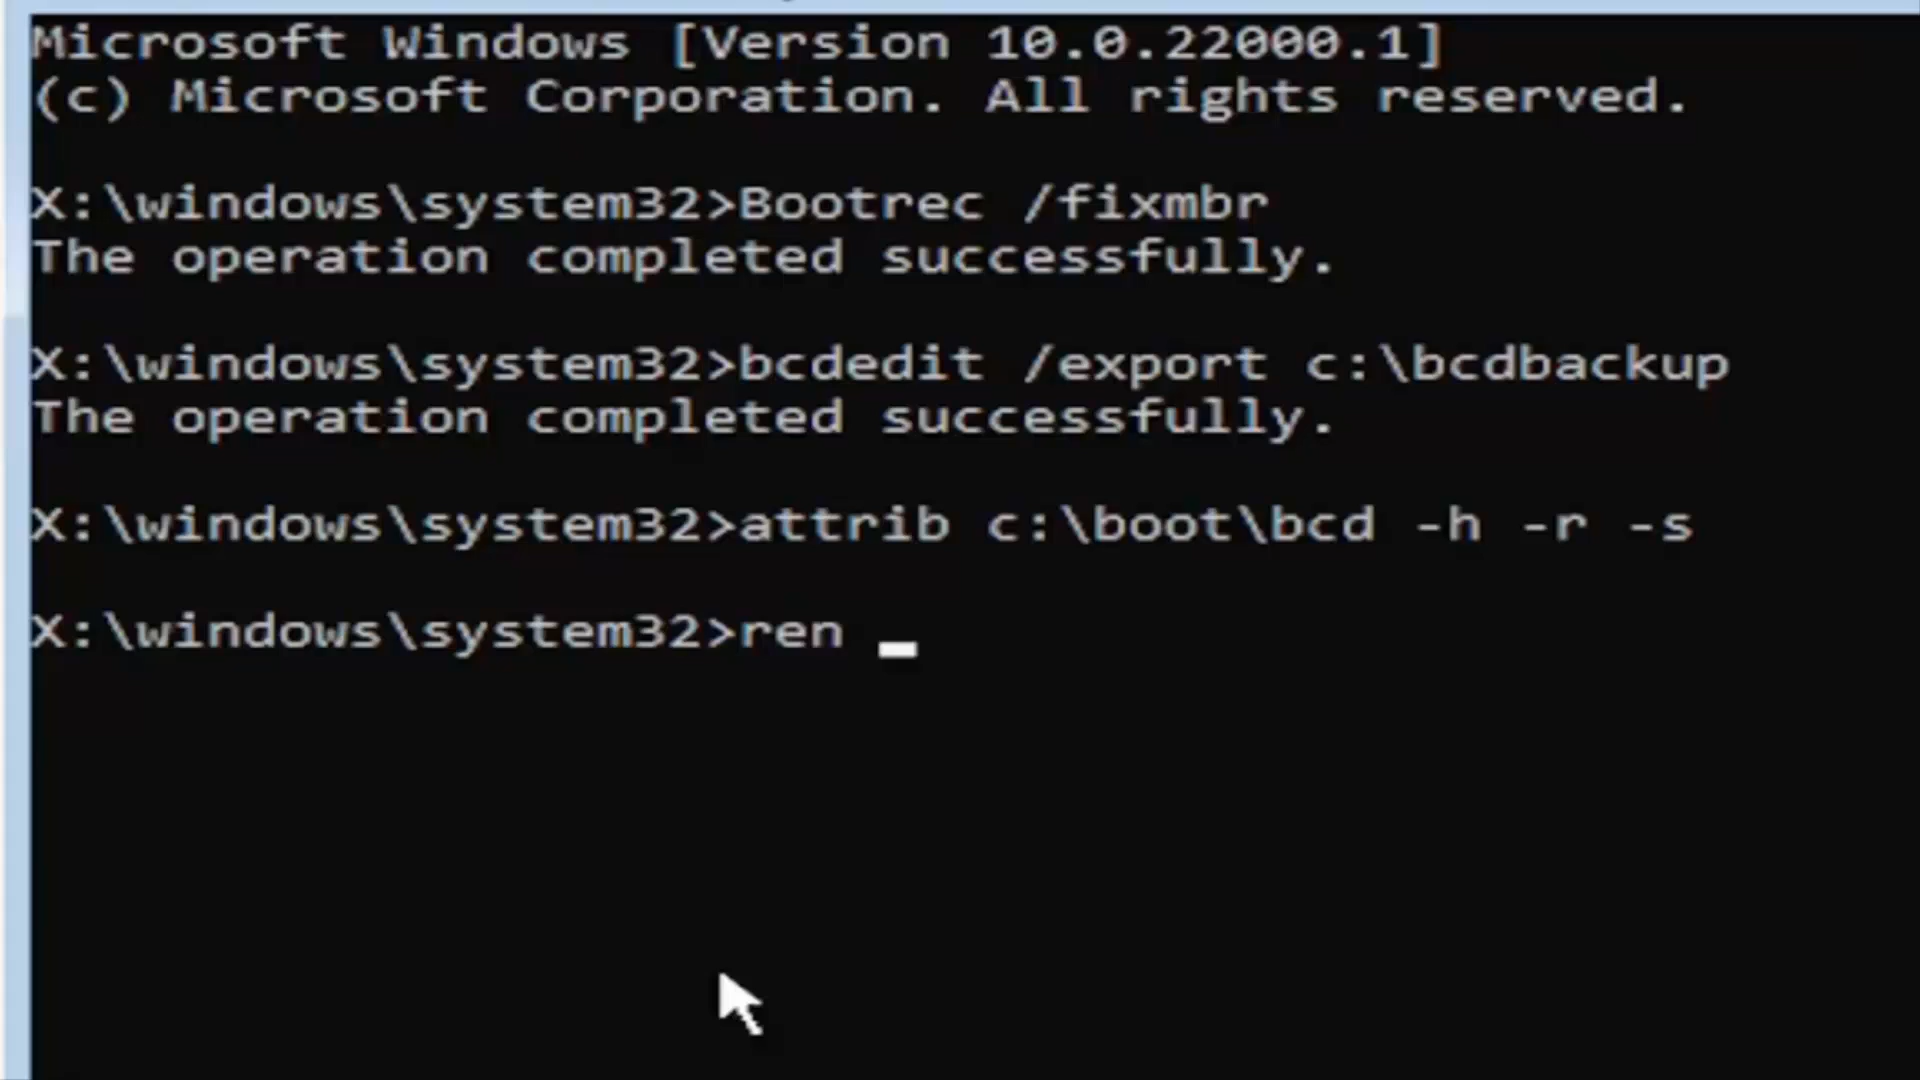 Microsoft Windows [Version 10.0.22000.1]
(c) Microsoft Corporation. All rights reserved.
X:\windows\system32>Bootrec /fixmbr
The operation completed successfully.
X:\windows\system32>bcdedit /export c:\bcdbackup
The operation completed successfully.
X:\windows\system32>attrib c:\boot\bcd -h -r -s
X:\windows\system32>ren